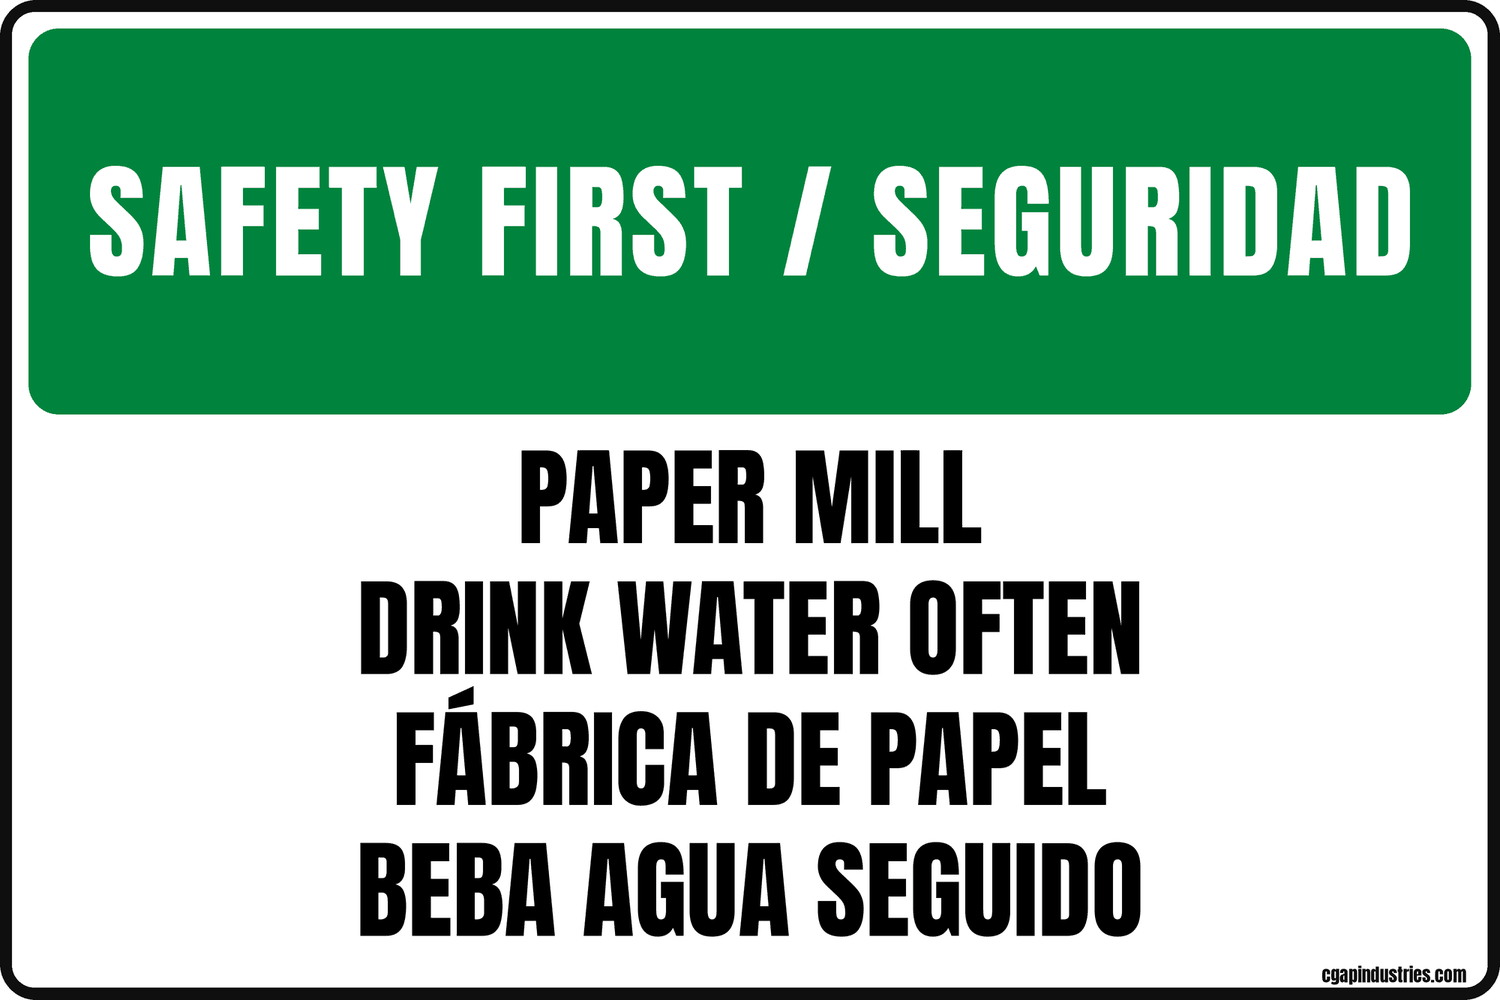 SAFETY FIRST / SEGURIDAD
PAPER MILL
DRINK WATER OFTEN
FÁBRICA DE PAPEL
BEBA AGUA SEGUIDO
cgapindustries.com